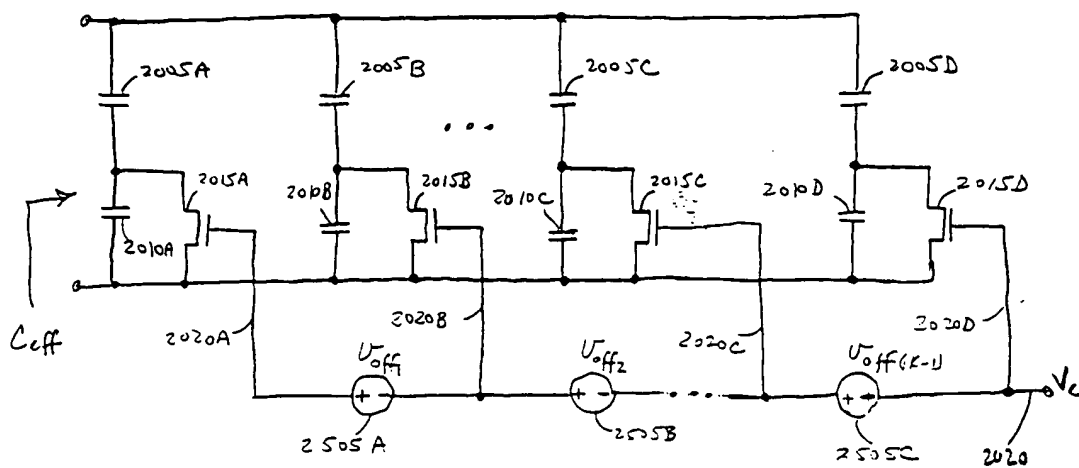 2005A
2005B
2005C
2005D
...
2015A
2010B
2015B
2010C
2015C
2010D
2015D
2010A
Ceff
2020A
2020B
2020C
2020D
Voff1
Voff2
Voff(K-1)
Vc
+ -
+ -
+ -
2505A
2505B
2505C
2020